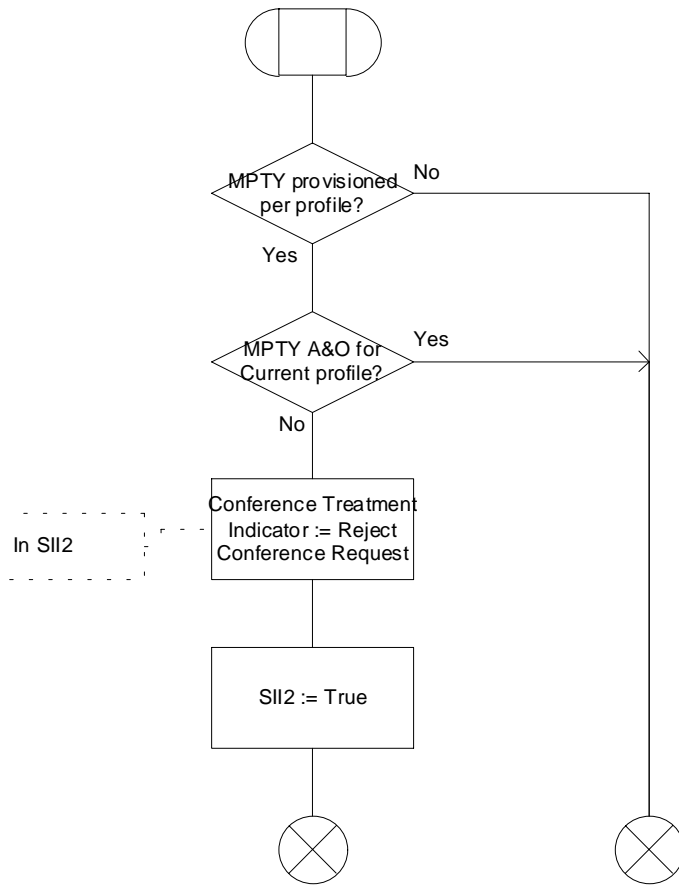 MPTY provisioned
per profile?
No
Yes
MPTY A&O for
Current profile?
Yes
No
Conference Treatment
Indicator := Reject
Conference Request
In SII2
SII2 := True